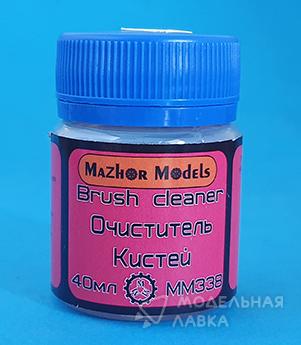 MaZhor Models
Brush cleaner
Очиститель
Кистей
40мл MM338
МОДЕЛЬНАЯ
ЛАВКА